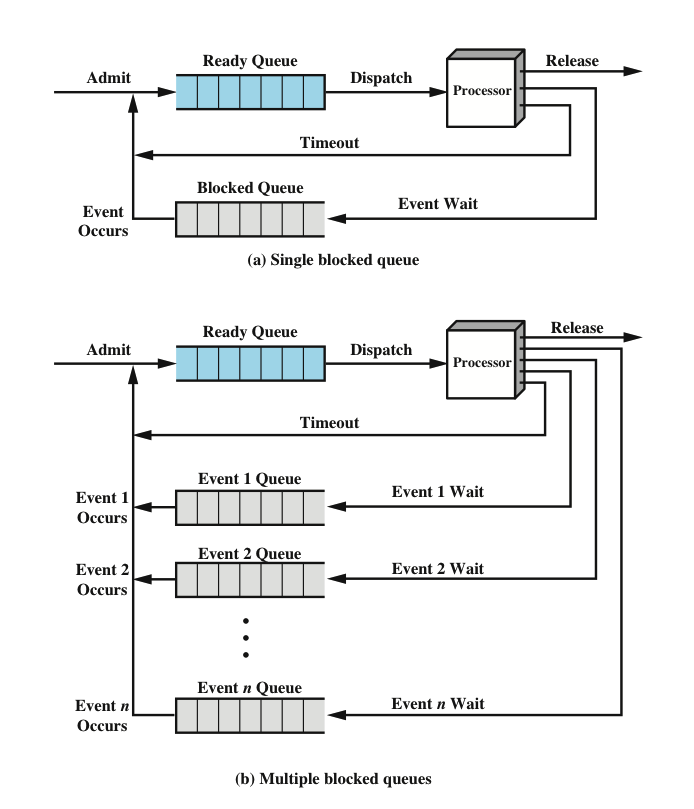 Ready Queue
Release
Admit
Dispatch
Processor
Timeout
Blocked Queue
Event Wait
Event
Occurs
(a) Single blocked queue
Ready Queue
Release
Admit
Dispatch
Processor
Timeout
Event 1 Queue
Event 1 Wait
Event 1
Occurs
Event 2 Queue
Event 2 Wait
Event 2
Occurs
Event n Queue
Event n Wait
Event n
Occurs
(b) Multiple blocked queues